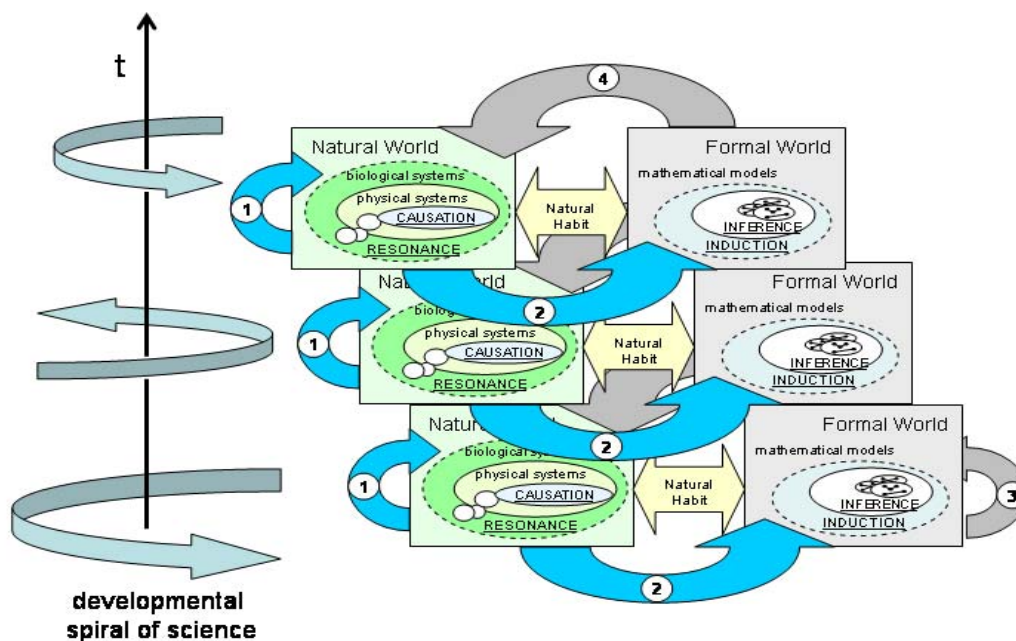 t
4
Natural World
Formal World
biological systems
mathematical models
physical systems
1
CAUSATION
Natural
Habit
INFERENCE
RESONANCE
INDUCTION
2
Formal World
mathematical models
physical systems
1
CAUSATION
Natural
Habit
INFERENCE
RESONANCE
INDUCTION
2
Formal World
mathematical models
physical systems
1
CAUSATION
Natural
Habit
INFERENCE
3
RESONANCE
INDUCTION
2
developmental
spiral of science